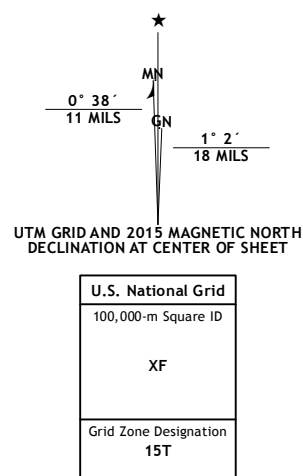 ★
MN
0° 38´
11 MILS
GN
1° 2´
18 MILS
UTM GRID AND 2015 MAGNETIC NORTH
DECLINATION AT CENTER OF SHEET
U.S. National Grid
100,000-m Square ID
XF
Grid Zone Designation
15T